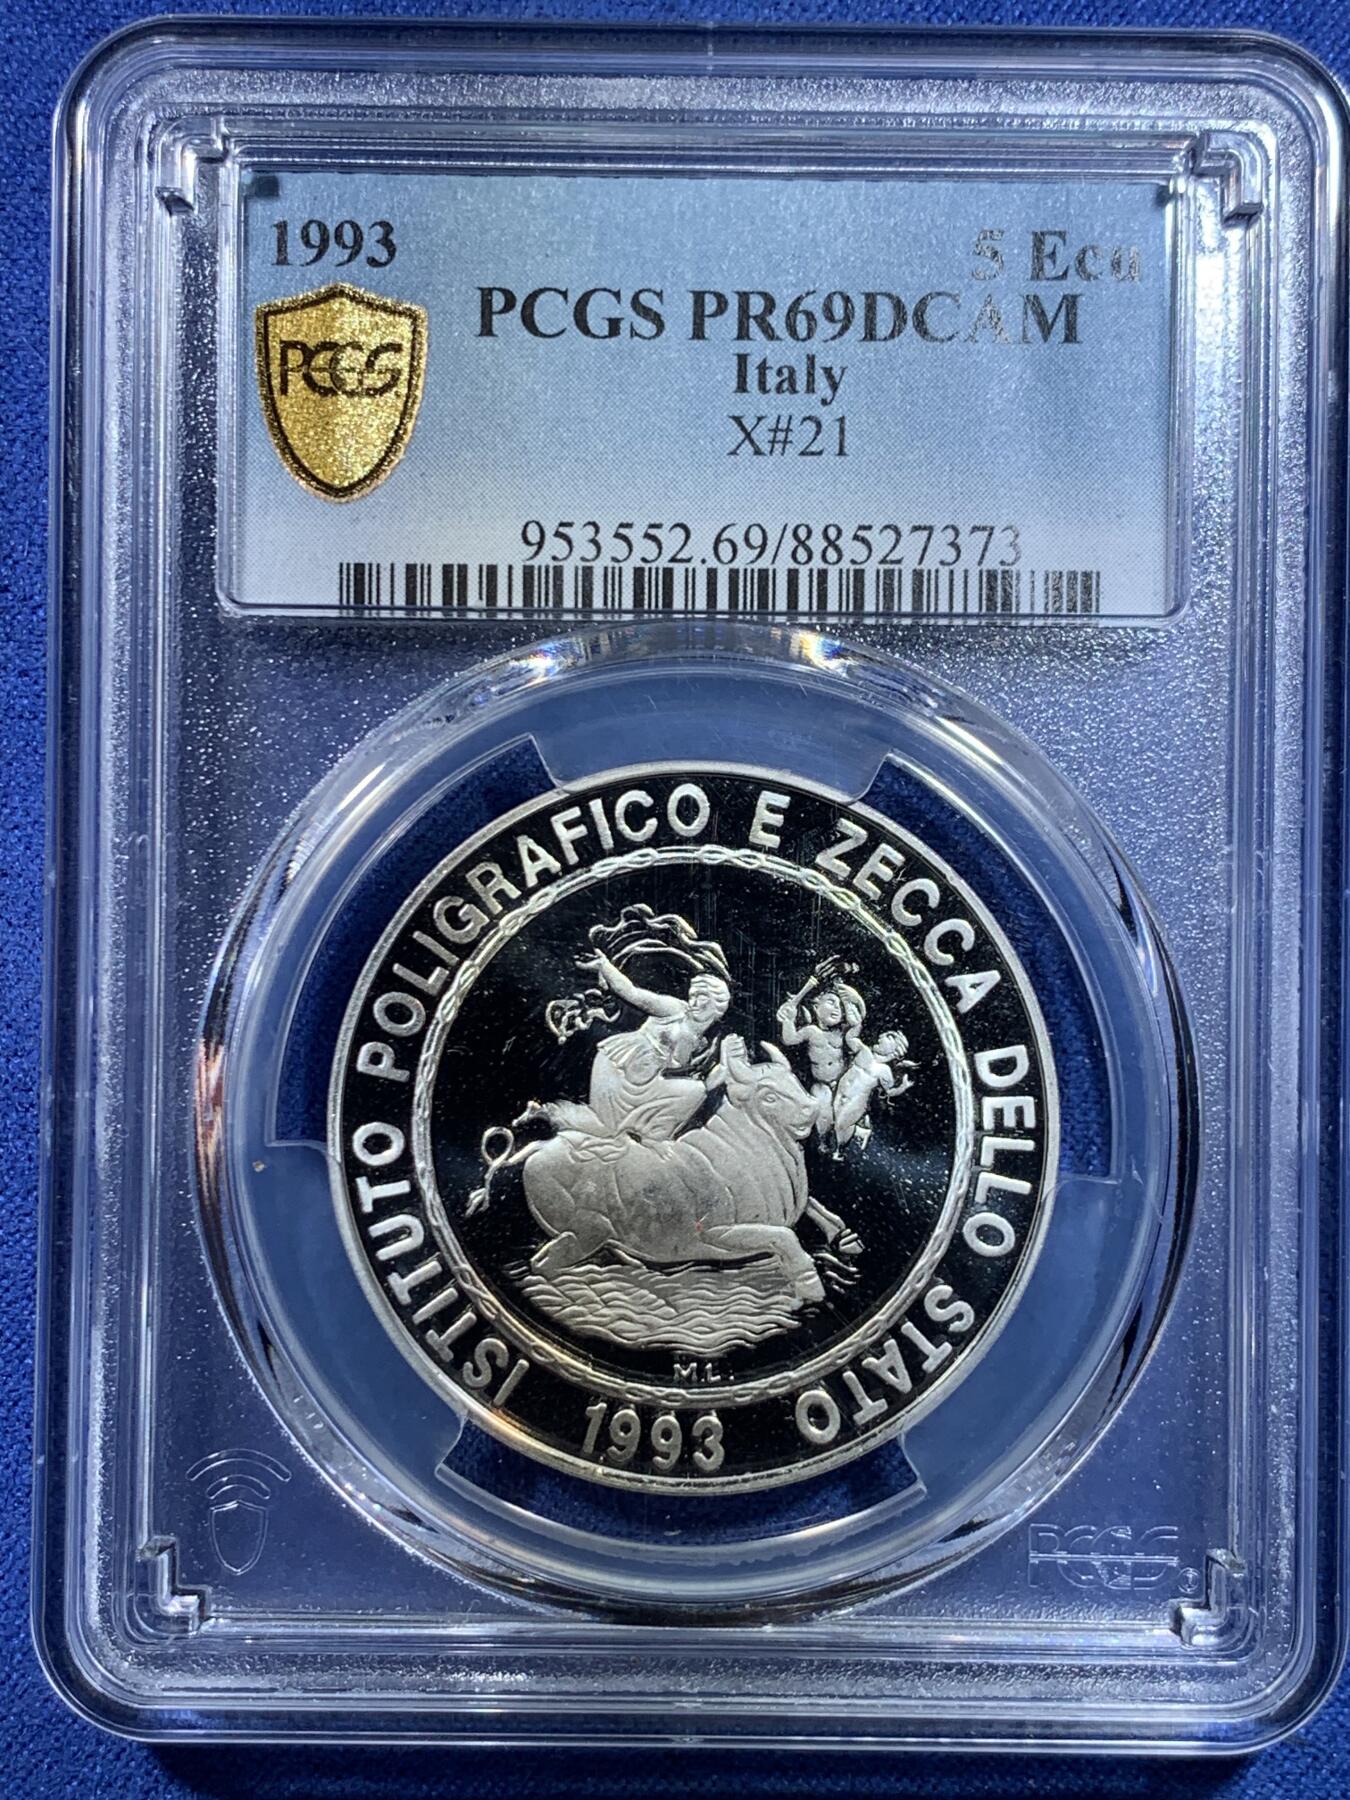 1993
5 Ecu
PCGS PR69DCAM
Italy
X#21
PCGS
953552.69/88527373
ISTITUTO POLIGRAFICO E ZECCA DELLO STATO
M.L.
1993
PCGS